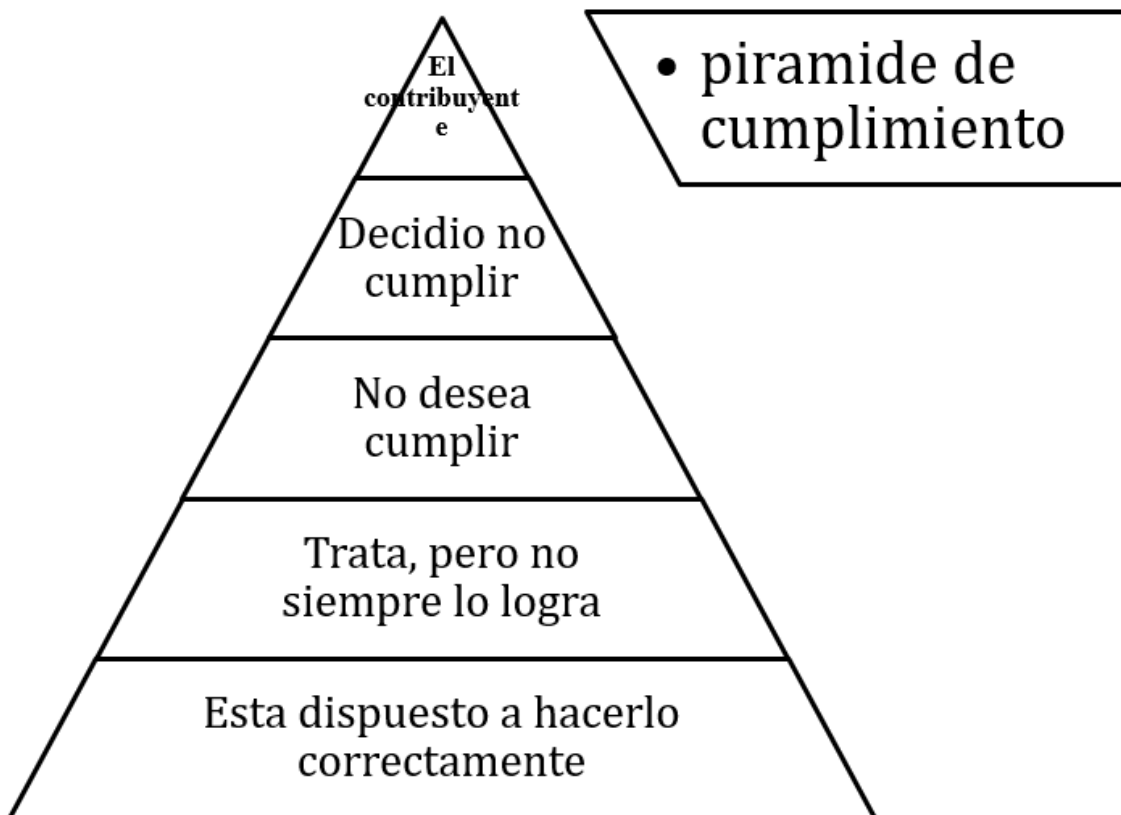 El
contribuyent
e
• piramide de
cumplimiento
Decidio no
cumplir
No desea
cumplir
Trata, pero no
siempre lo logra
Esta dispuesto a hacerlo
correctamente